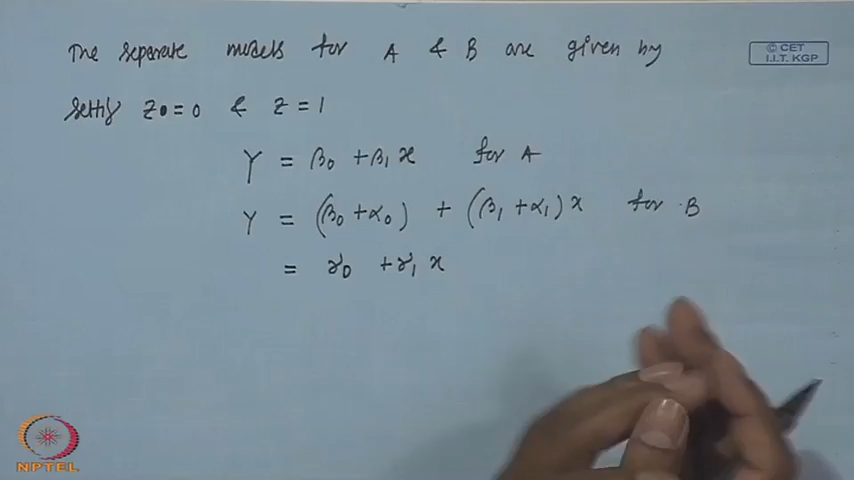 The separate models for A & B are given by
© CET
I.I.T. KGP
Z0 = 0 & Z = 1
Y = β₀ + β₁ x for A
Y = (β₀ + α₀) + (β₁ + α₁) x for B
= γ₀ + γ₁ x
NPTEL